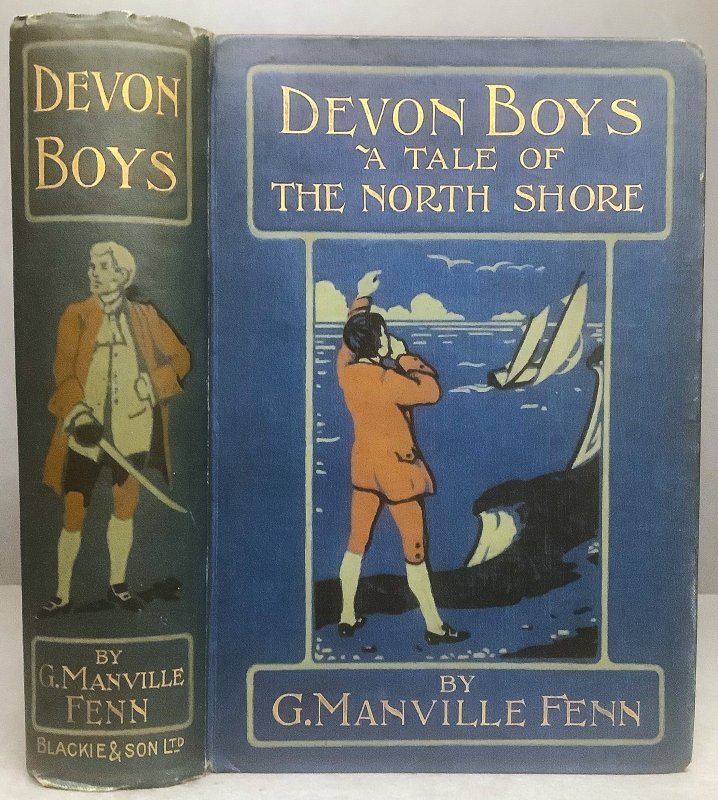 DEVON
BOYS
BY
G. MANVILLE
FENN
BLACKIE & SON LTD
DEVON BOYS
A TALE OF
THE NORTH SHORE
BY
G. MANVILLE FENN